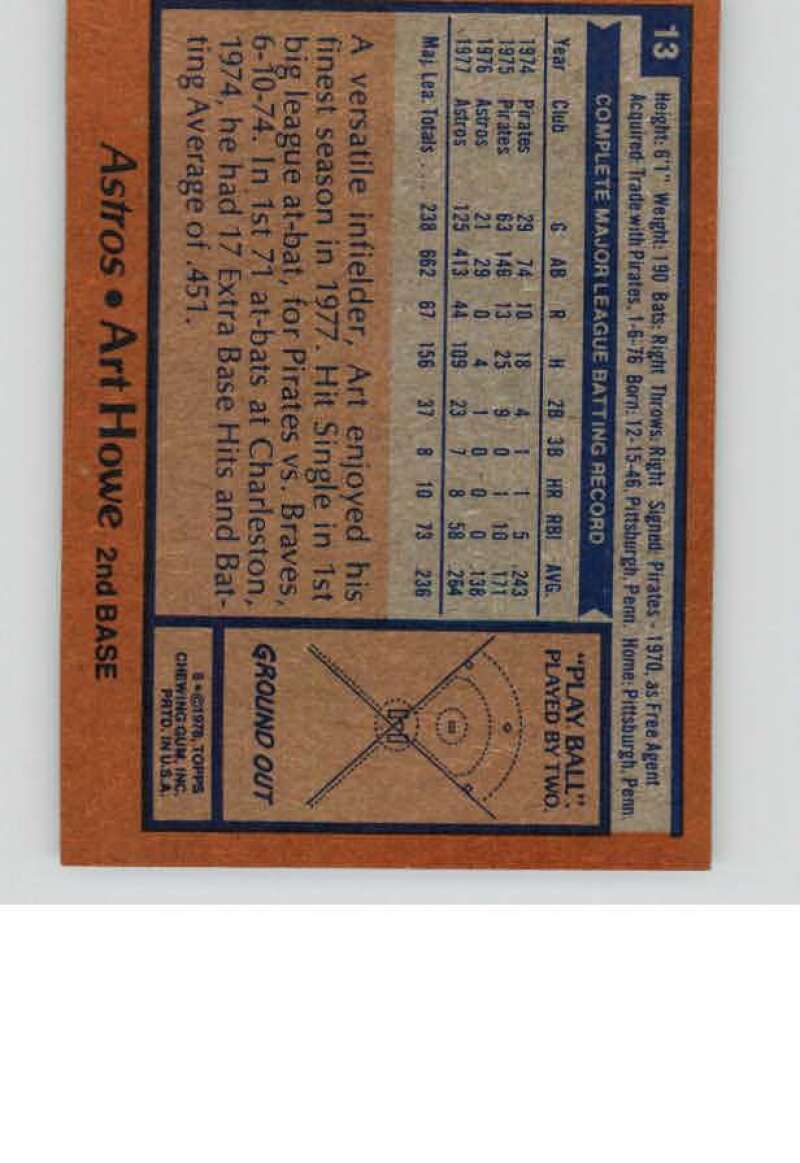 13
Height: 6'1" Weight: 190 Bats: Right Throws: Right Signed: Pirates - 1970, as Free Agent
Acquired: Trade with Pirates, 1-6-76 Born: 12-15-46, Pittsburgh, Penn. Home: Pittsburgh, Penn.
COMPLETE MAJOR LEAGUE BATTING RECORD
Year Club G AB R H 2B 3B HR RBI AVG.
1974 Pirates 29 74 10 18 4 1 1 5 .243
1975 Pirates 63 146 13 25 9 0 1 10 .171
1976 Astros 21 29 0 4 1 0 0 0 .138
1977 Astros 125 413 44 109 23 7 8 58 .264
Maj. Lea. Totals ... 238 662 67 156 37 8 10 73 .236
A versatile infielder, Art enjoyed his
finest season in 1977. Hit Single in 1st
big league at-bat, for Pirates vs. Braves,
6-10-74. In 1st 71 at-bats at Charleston,
1974, he had 17 Extra Base Hits and Bat-
ting Average of .451.
"PLAY BALL":
PLAYED BY TWO.
GROUND OUT
8 • ©1978, TOPPS
CHEWING GUM, INC.
PRTD. IN U.S.A.
Astros • Art Howe 2nd BASE